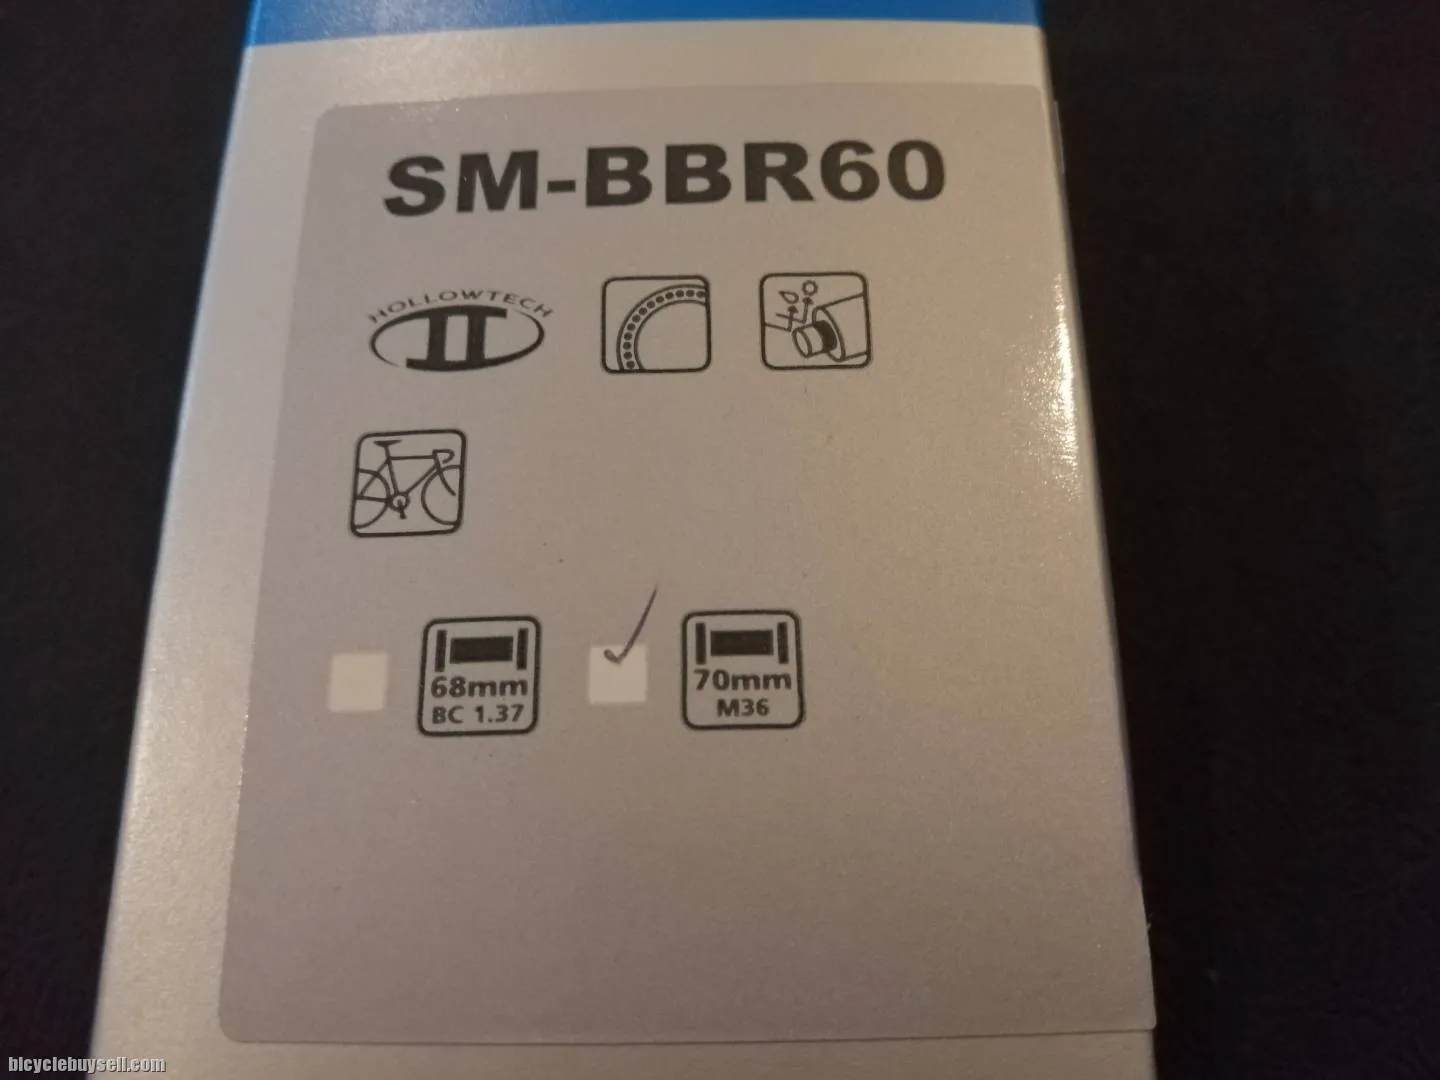 SM-BBR60
HOLLOWTECH
II
68mm
BC 1.37
70mm
M36
bicyclebuysell.com